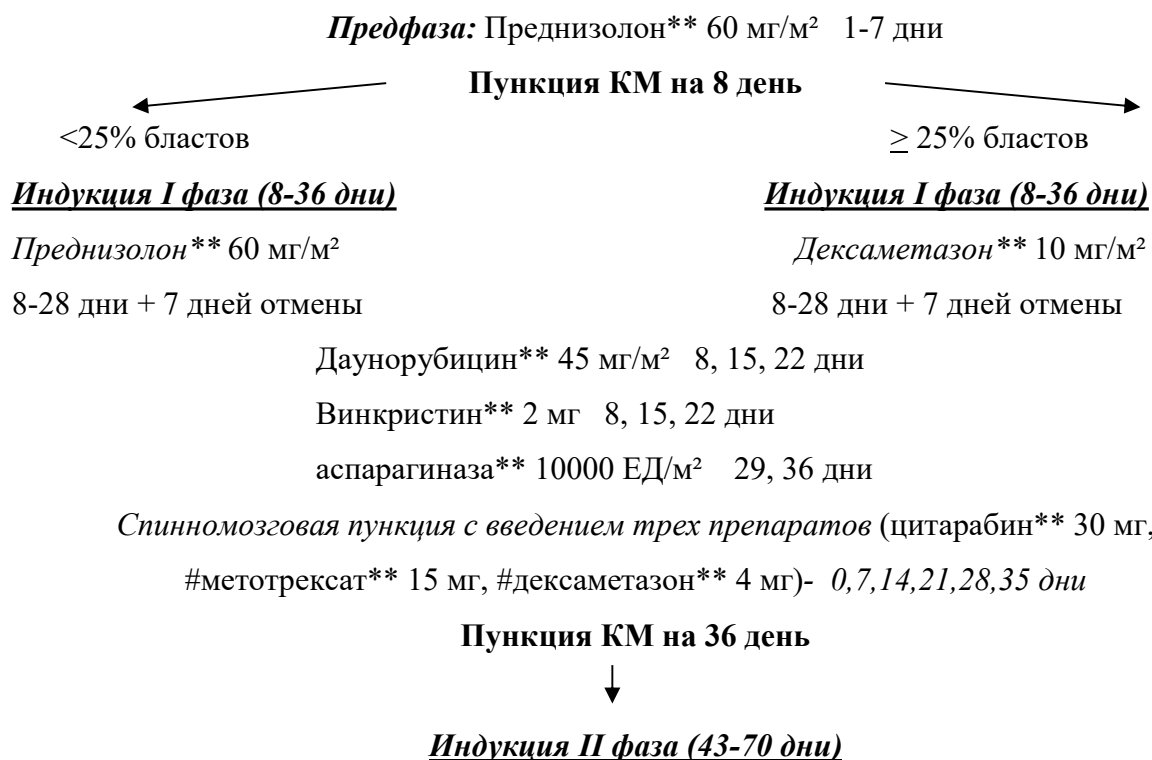 Предфаза: Преднизолон** 60 мг/м² 1-7 дни
Пункция КМ на 8 день
<25% бластов
≥ 25% бластов
Индукция I фаза (8-36 дни)
Индукция I фаза (8-36 дни)
Преднизолон** 60 мг/м²
Дексаметазон** 10 мг/м²
8-28 дни + 7 дней отмены
8-28 дни + 7 дней отмены
Даунорубицин** 45 мг/м² 8, 15, 22 дни
Винкристин** 2 мг 8, 15, 22 дни
аспарагиназа** 10000 ЕД/м² 29, 36 дни
Спинномозговая пункция с введением трех препаратов (цитарабин** 30 мг,
#метотрексат** 15 мг, #дексаметазон** 4 мг)- 0,7,14,21,28,35 дни
Пункция КМ на 36 день
Индукция II фаза (43-70 дни)